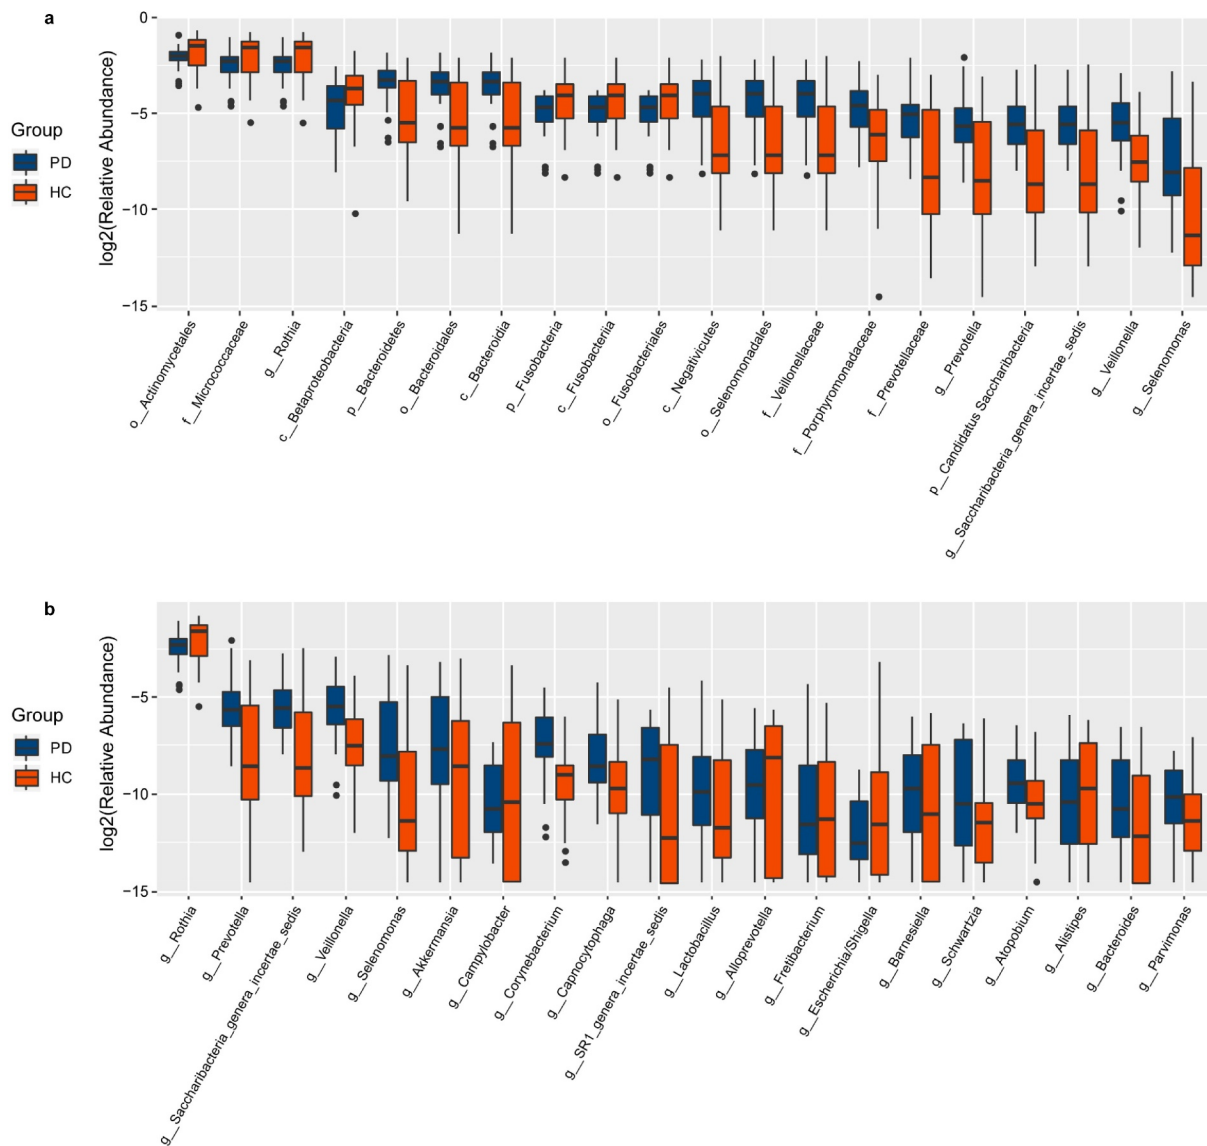 a
log2(Relative Abundance)
0
−5
−10
−15
Group
PD
HC
o__Actinomycetales
f__Micrococcaceae
g__Rothia
c__Betaproteobacteria
p__Bacteroidetes
o__Bacteroidales
c__Bacteroidia
p__Fusobacteria
c__Fusobacteriia
o__Fusobacteriales
c__Negativicutes
o__Selenomonadales
f__Veillonellaceae
f__Porphyromonadaceae
f__Prevotellaceae
g__Prevotella
p__Candidatus Saccharibacteria
g__Saccharibacteria_genera_incertae_sedis
g__Veillonella
g__Selenomonas
b
log2(Relative Abundance)
−5
−10
−15
Group
PD
HC
g__Rothia
g__Prevotella
g__Saccharibacteria_genera_incertae_sedis
g__Veillonella
g__Selenomonas
g__Akkermansia
g__Campylobacter
g__Corynebacterium
g__Capnocytophaga
g__SR1_genera_incertae_sedis
g__Lactobacillus
g__Alloprevotella
g__Fretibacterium
g__Escherichia/Shigella
g__Barnesiella
g__Schwartzia
g__Atopobium
g__Alistipes
g__Bacteroides
g__Parvimonas